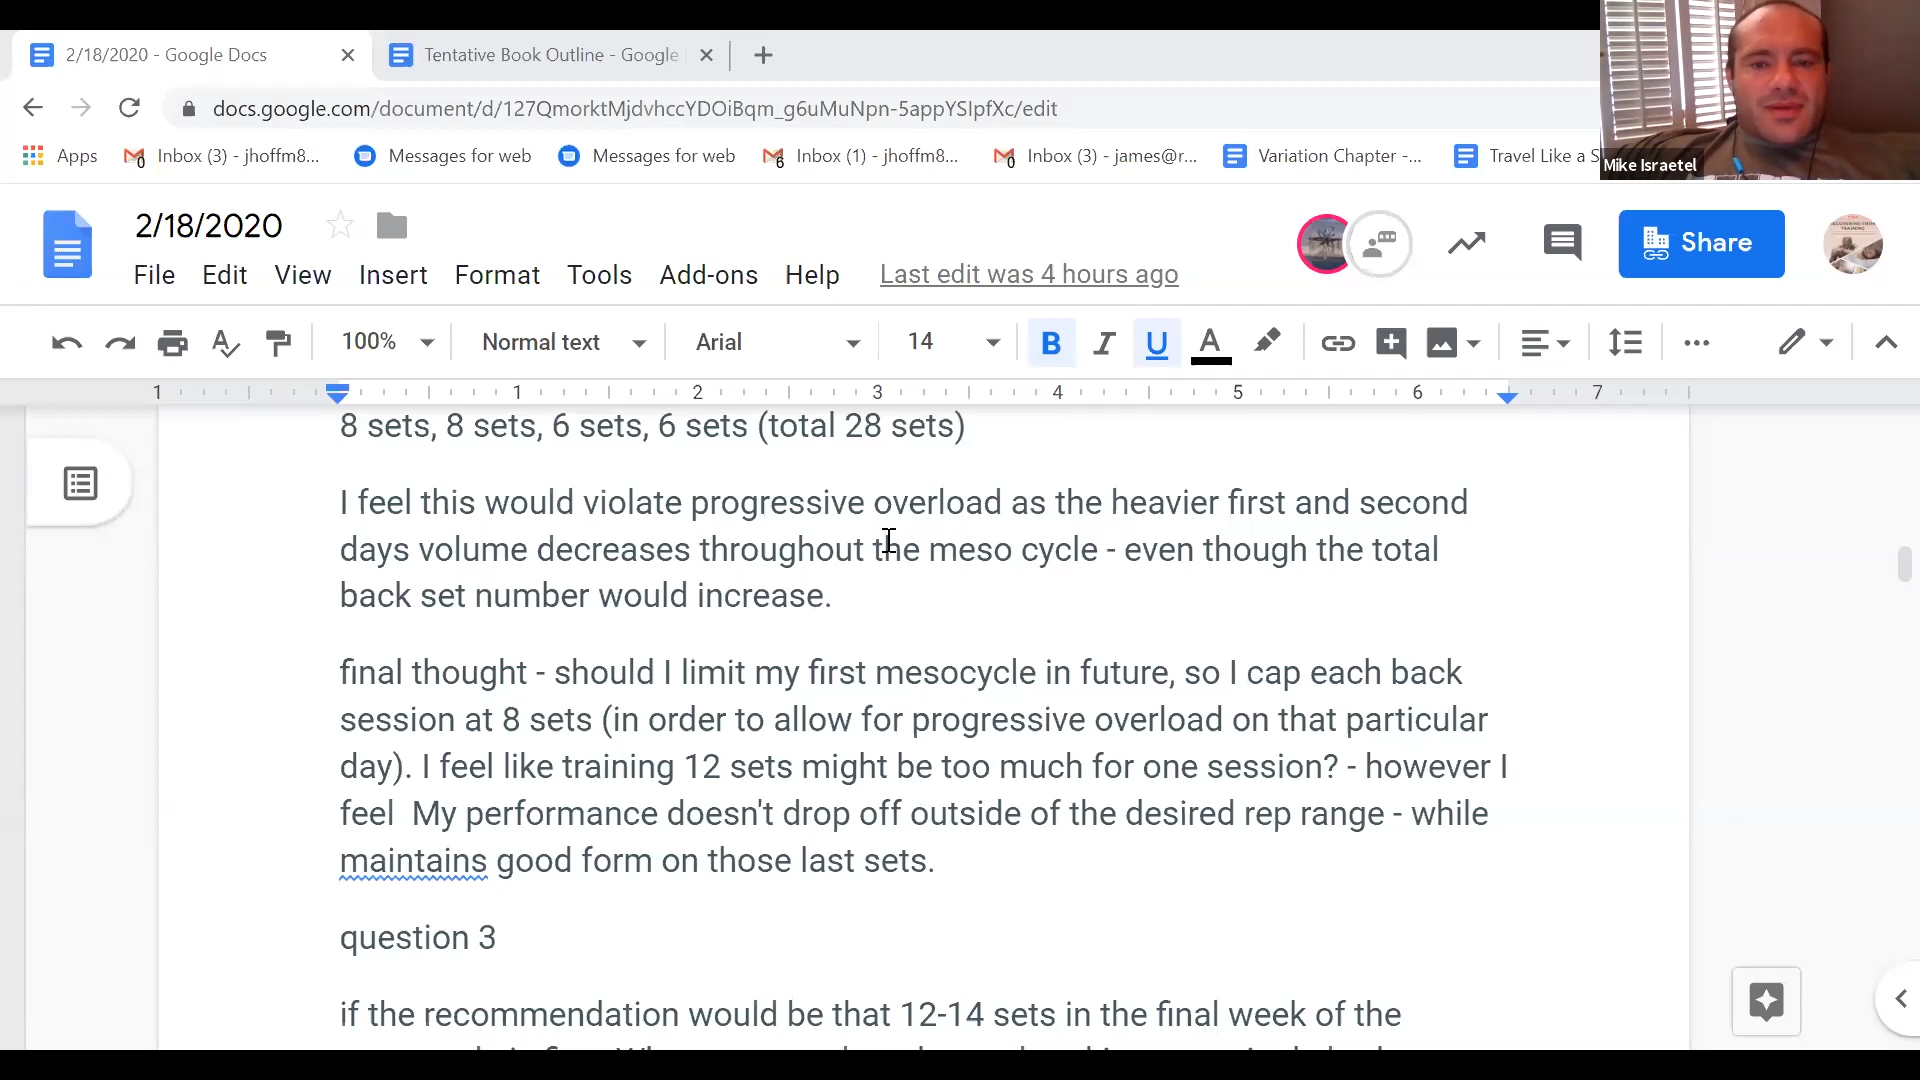 2/18/2020 - Google Docs
Tentative Book Outline - Google
docs.google.com/document/d/127QmorktMjdvhccYDOiBqm_g6uMuNpn-5appYSlpfXc/edit
Apps
Inbox (3) - jhoffm8...
Messages for web
Messages for web
Inbox (1) - jhoffm8...
Inbox (3) - james@r...
Variation Chapter -...
Travel Like a S
Mike Israetel
2/18/2020
Share
File Edit View Insert Format Tools Add-ons Help Last edit was 4 hours ago
100% Normal text Arial 14 B I U A
1 1 2 3 4 5 6 7
8 sets, 8 sets, 6 sets, 6 sets (total 28 sets)
I feel this would violate progressive overload as the heavier first and second
days volume decreases throughout the meso cycle - even though the total
back set number would increase.
final thought - should I limit my first mesocycle in future, so I cap each back
session at 8 sets (in order to allow for progressive overload on that particular
day). I feel like training 12 sets might be too much for one session? - however I
feel  My performance doesn't drop off outside of the desired rep range - while
maintains good form on those last sets.
question 3
if the recommendation would be that 12-14 sets in the final week of the